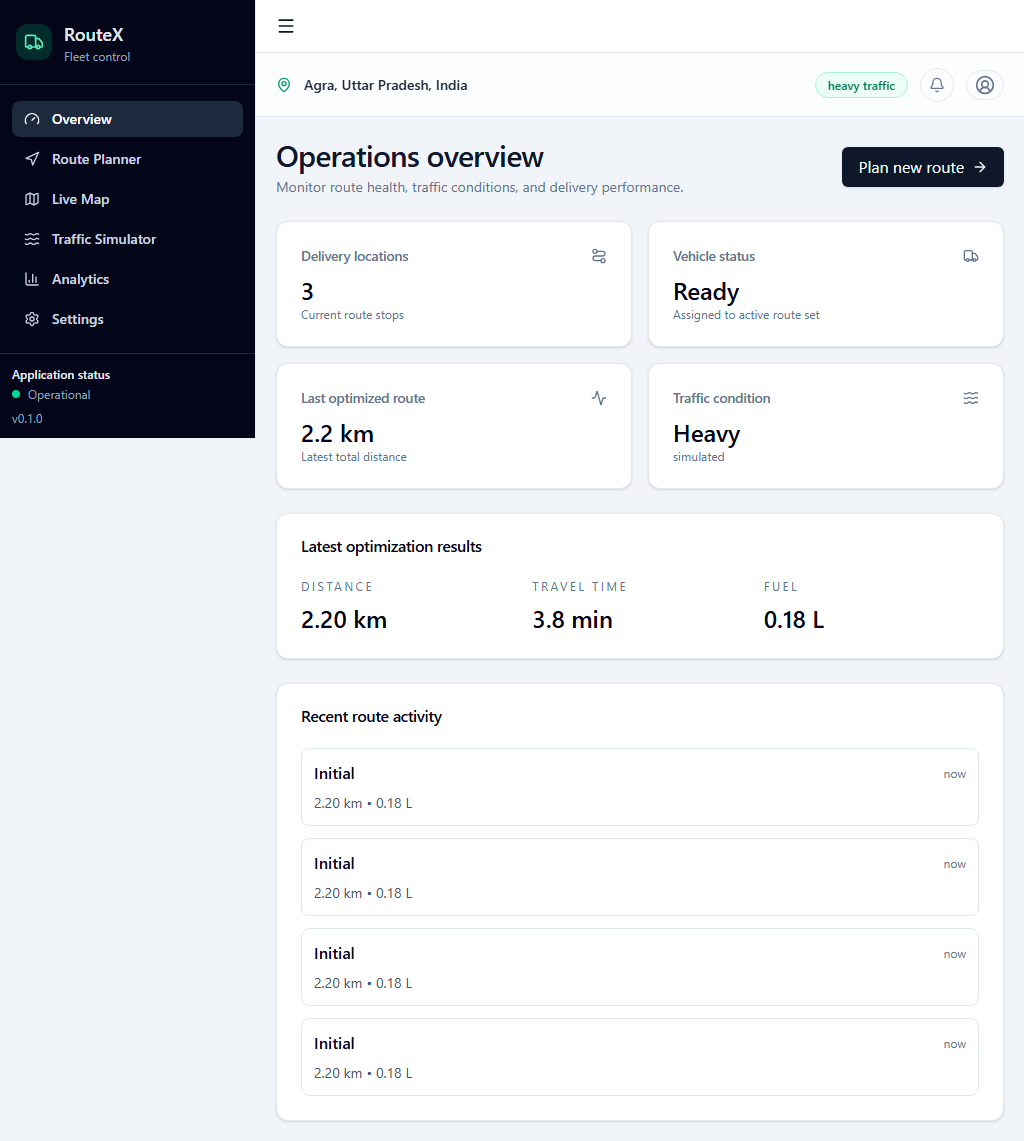 RouteX
Fleet control
Overview
Route Planner
Live Map
Traffic Simulator
Analytics
Settings
Application status
Operational
v0.1.0
Agra, Uttar Pradesh, India
heavy traffic
Operations overview
Monitor route health, traffic conditions, and delivery performance.
Plan new route
Delivery locations
3
Current route stops
Vehicle status
Ready
Assigned to active route set
Last optimized route
2.2 km
Latest total distance
Traffic condition
Heavy
simulated
Latest optimization results
DISTANCE
2.20 km
TRAVEL TIME
3.8 min
FUEL
0.18 L
Recent route activity
Initial
now
2.20 km • 0.18 L
Initial
now
2.20 km • 0.18 L
Initial
now
2.20 km • 0.18 L
Initial
now
2.20 km • 0.18 L